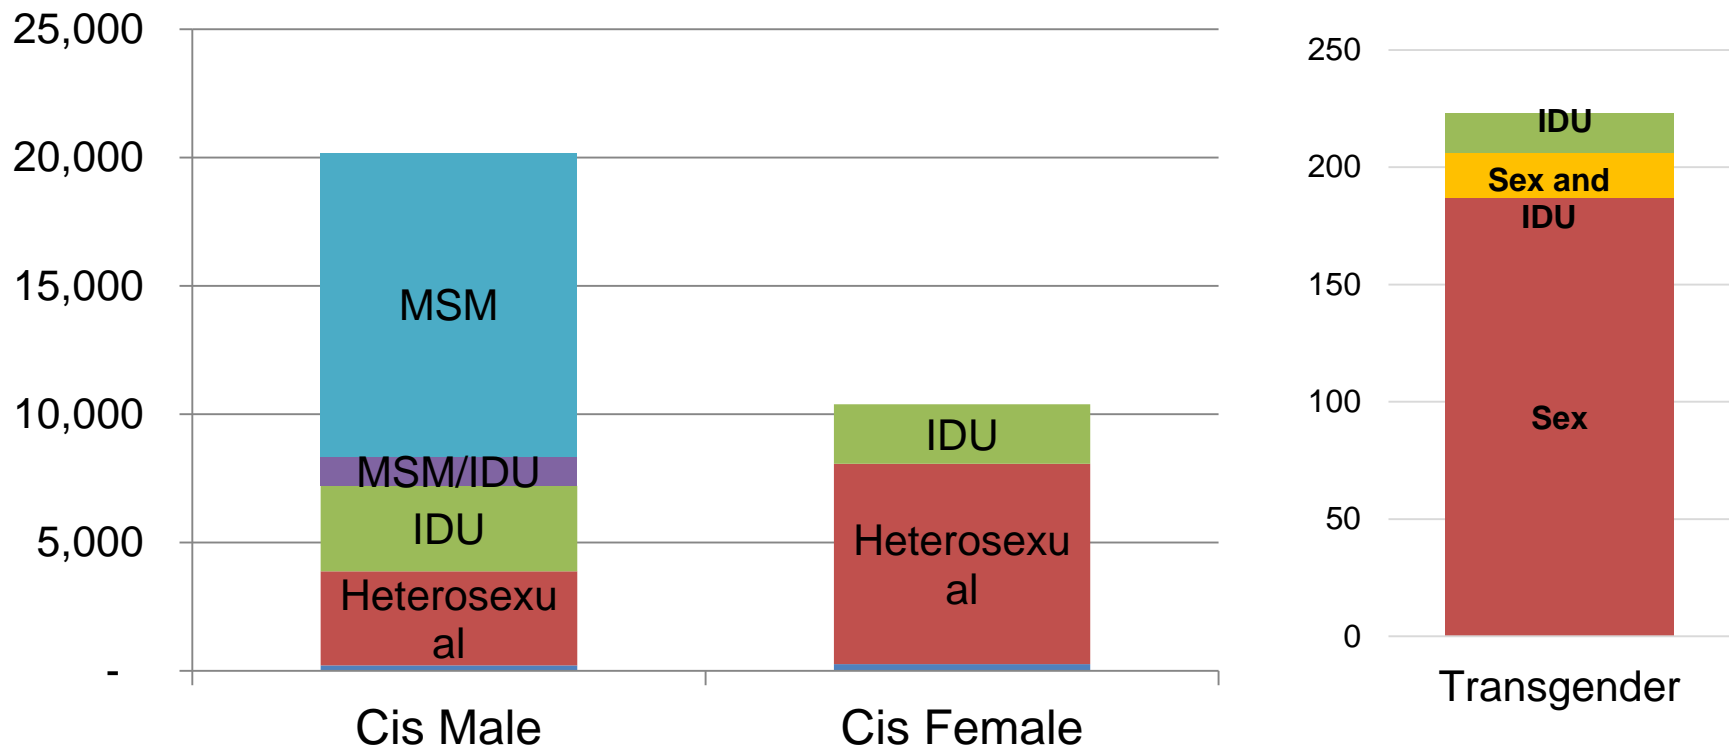 25,000
20,000
15,000
10,000
5,000
-
MSM
MSM/IDU
IDU
Heterosexu
al
IDU
Heterosexu
al
Cis Male
Cis Female
250
200
150
100
50
0
IDU
Sex and
IDU
Sex
Transgender